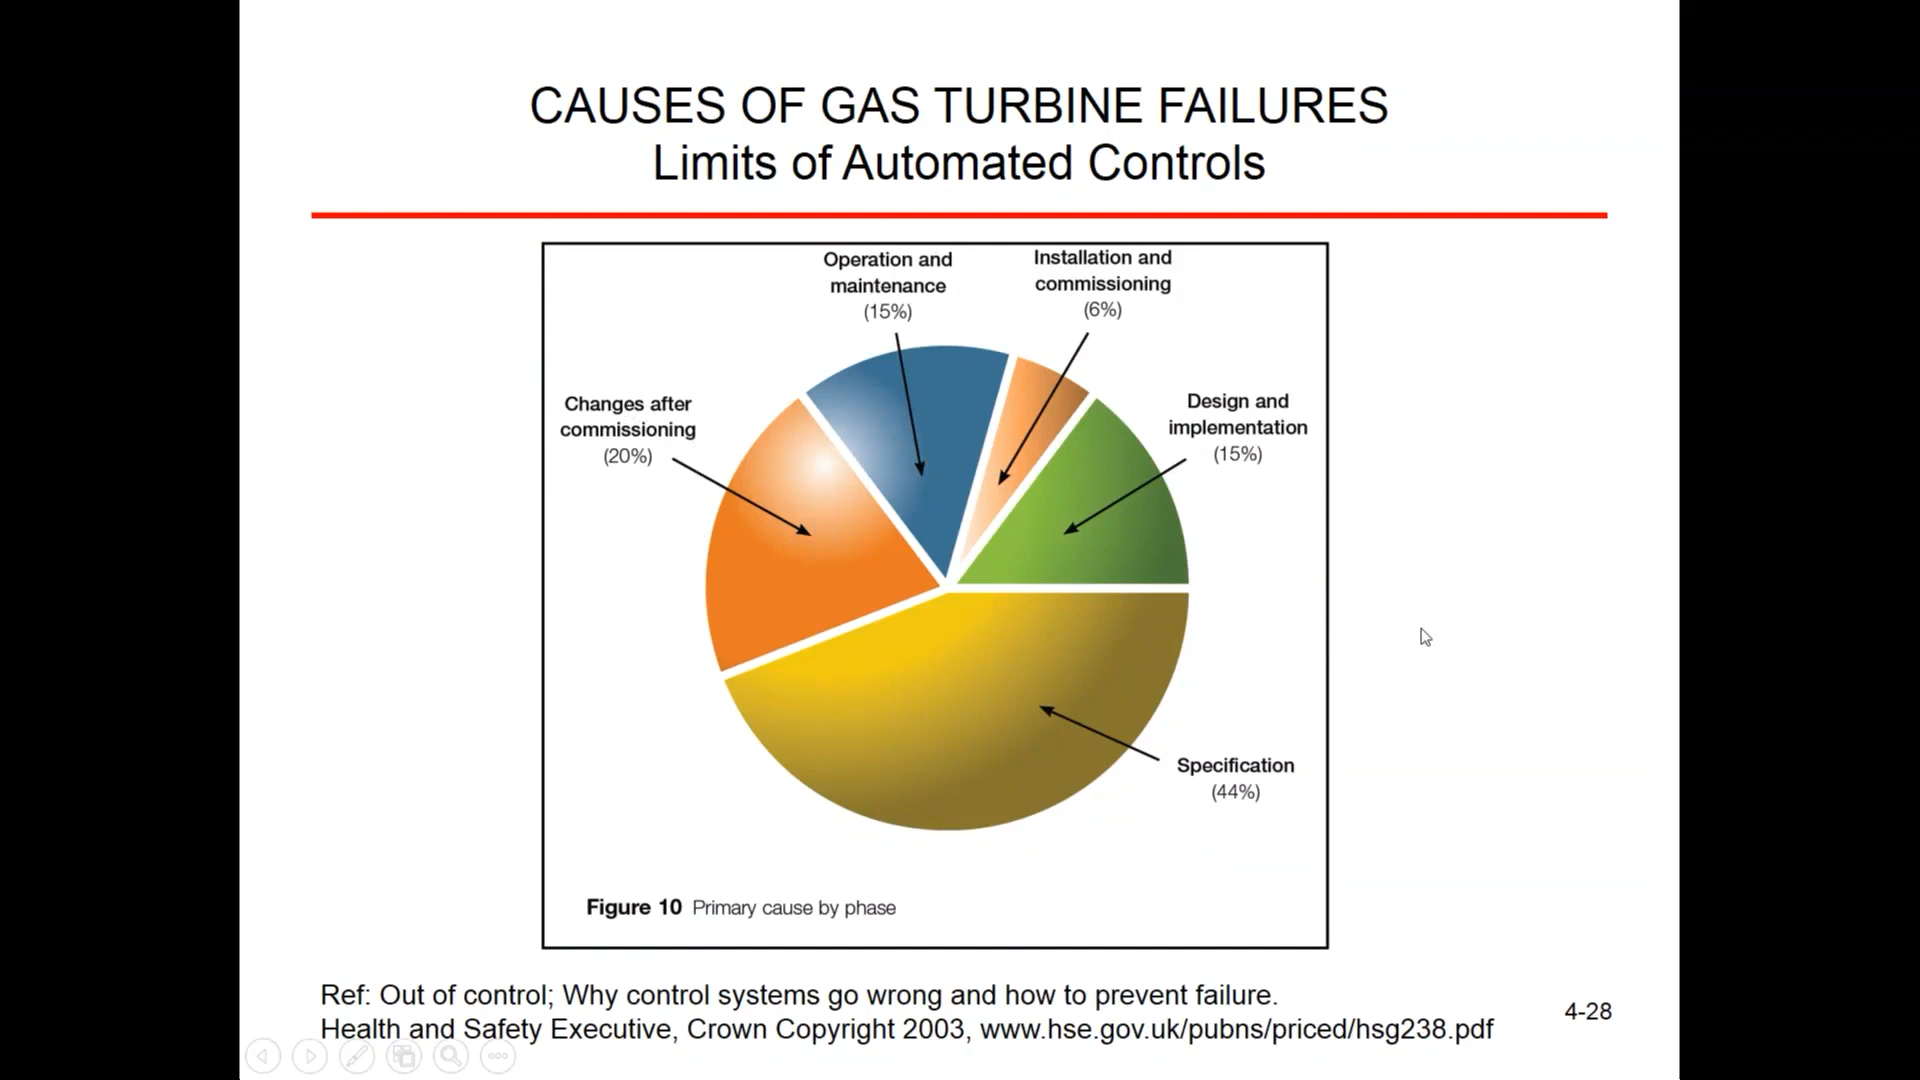 CAUSES OF GAS TURBINE FAILURES
Limits of Automated Controls
Operation and
maintenance
(15%)
Installation and
commissioning
(6%)
Changes after
commissioning
(20%)
Design and
implementation
(15%)
Specification
(44%)
Figure 10 Primary cause by phase
Ref: Out of control; Why control systems go wrong and how to prevent failure.
Health and Safety Executive, Crown Copyright 2003, www.hse.gov.uk/pubns/priced/hsg238.pdf
4-28